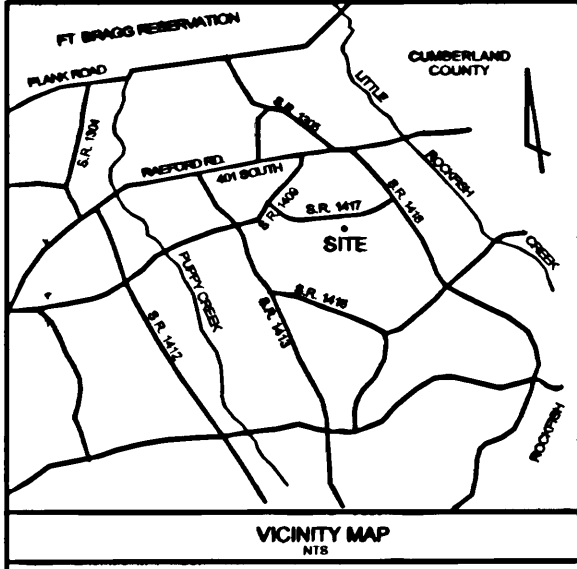 FT BRAGG RESERVATION
PLANK ROAD
CUMBERLAND
COUNTY
LITTLE
ROCKFISH
CREEK
S.R. 1304
S.R. 1305
RAEFORD RD.
401 SOUTH
S.R. 1409
S.R. 1417
S.R. 1418
SITE
PUPPY CREEK
S.R. 1412
S.R. 1413
S.R. 1416
ROCKFISH
VICINITY MAP
NTS